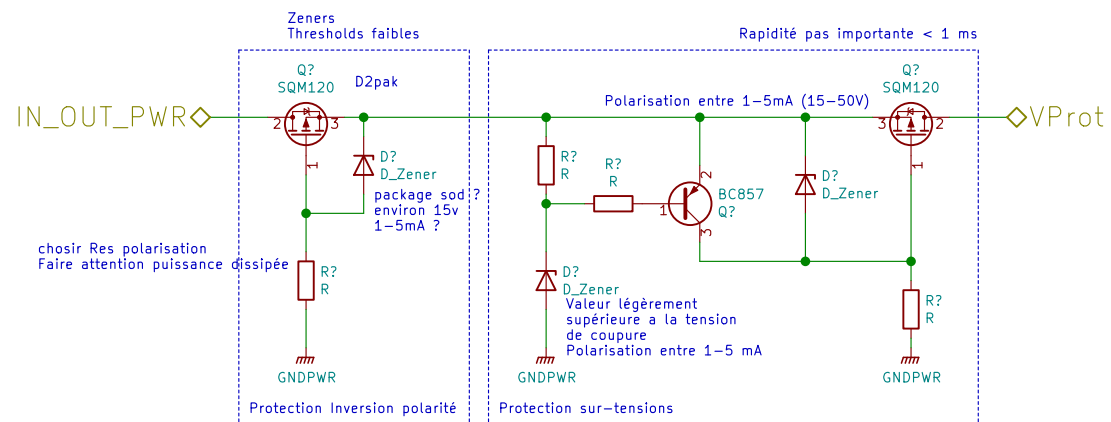 Zeners
Thresholds faibles
Rapidité pas importante < 1 ms
Q?
SQM120
D2pak
Q?
SQM120
Polarisation entre 1-5mA (15-50V)
IN_OUT_PWR
2
3
1
3
2
1
VProt
D?
D_Zener
package sod ?
environ 15v
1-5mA ?
R?
R
R?
R
2
1
3
BC857
Q?
D?
D_Zener
chosir Res polarisation
Faire attention puissance dissipée
R?
R
D?
D_Zener
Valeur légèrement
supérieure a la tension
de coupure
Polarisation entre 1-5 mA
R?
R
GNDPWR
GNDPWR
GNDPWR
Protection Inversion polarité
Protection sur-tensions